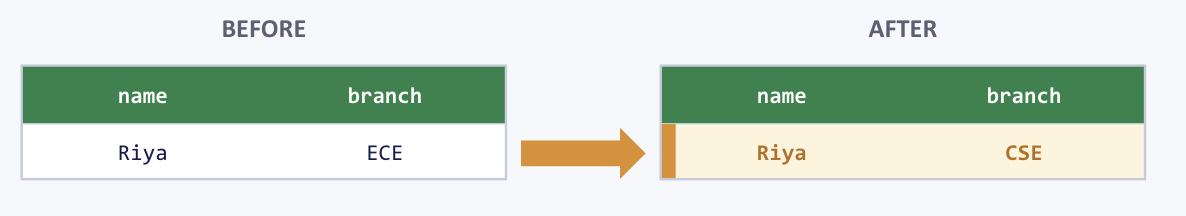 BEFORE AFTER
name branch name branch
Riya ECE Riya CSE